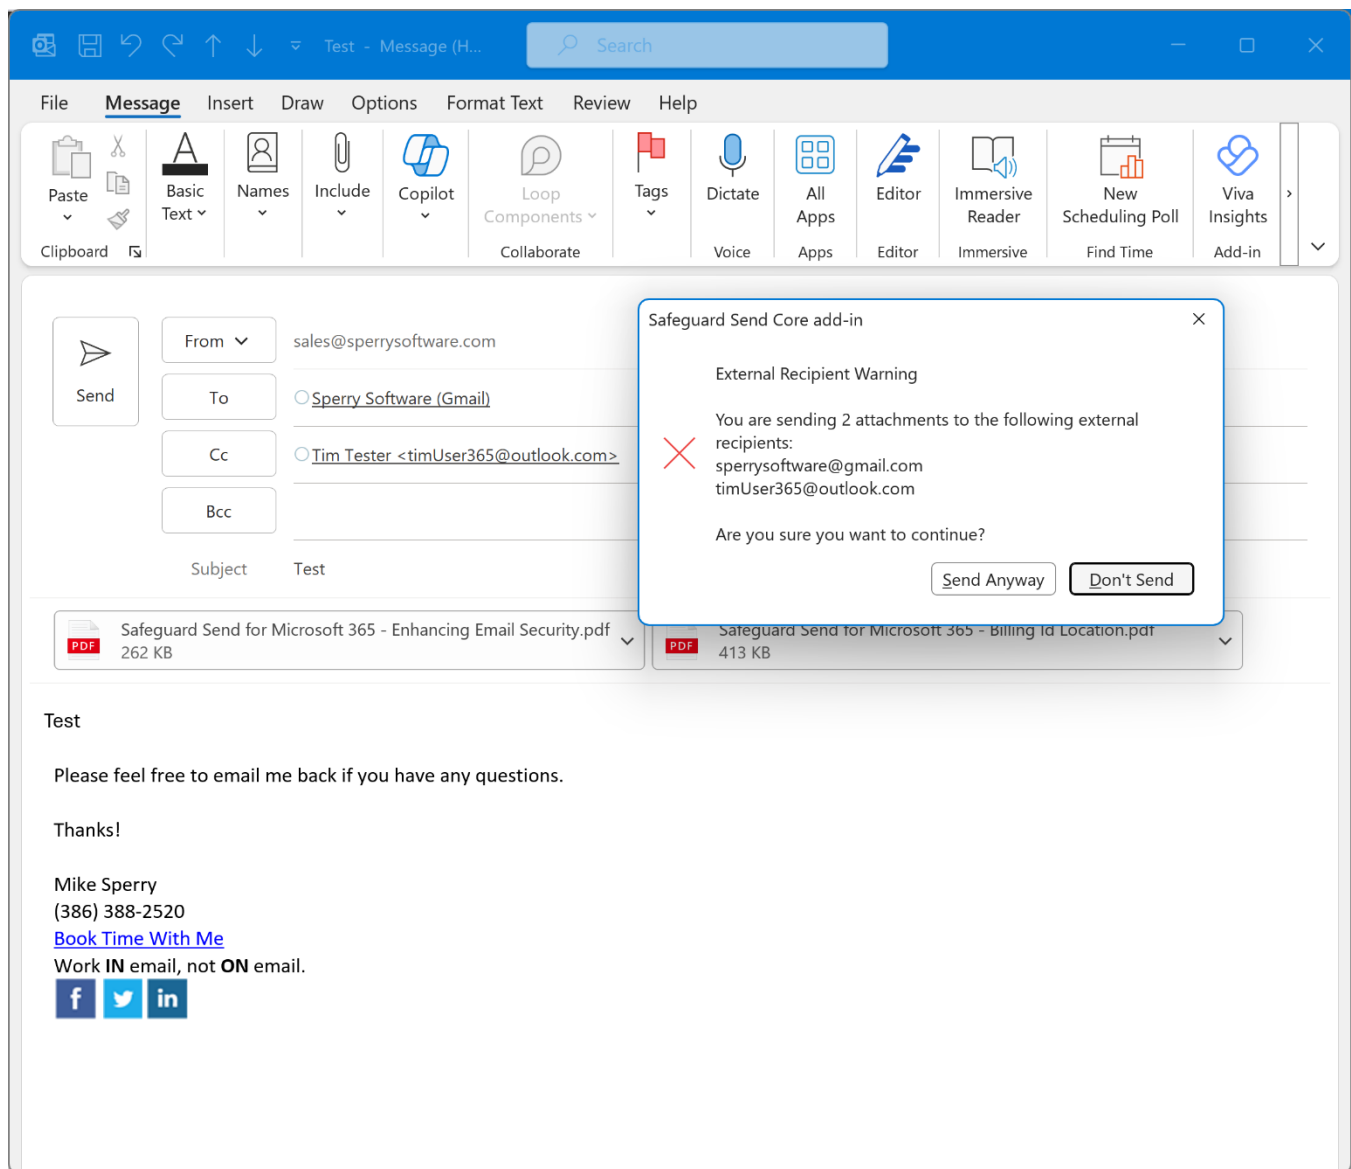 Test - Message (H...
Search
File Message Insert Draw Options Format Text Review Help
Paste
Basic Text
Names
Include
Copilot
Loop Components
Tags
Dictate
All Apps
Editor
Immersive Reader
New Scheduling Poll
Viva Insights
Clipboard
Collaborate
Voice
Apps
Editor
Immersive
Find Time
Add-in
Send
From
sales@sperrysoftware.com
To
Sperry Software (Gmail)
Cc
Tim Tester <timUser365@outlook.com>
Bcc
Subject
Test
Safeguard Send Core add-in
External Recipient Warning
You are sending 2 attachments to the following external
recipients:
sperrysoftware@gmail.com
timUser365@outlook.com
Are you sure you want to continue?
Send Anyway
Don't Send
PDF
Safeguard Send for Microsoft 365 - Enhancing Email Security.pdf
262 KB
PDF
Safeguard Send for Microsoft 365 - Billing Id Location.pdf
413 KB
Test
Please feel free to email me back if you have any questions.
Thanks!
Mike Sperry
(386) 388-2520
Book Time With Me
Work IN email, not ON email.
f
in